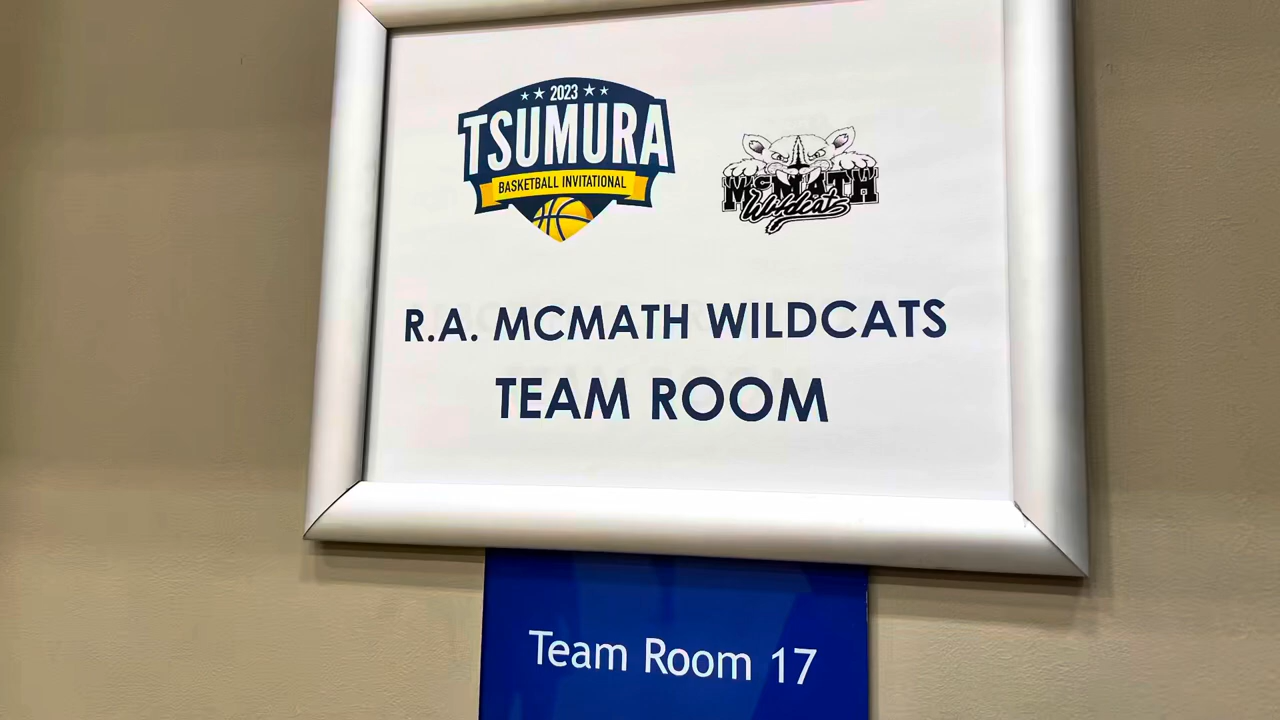 2023
TSUMURA
BASKETBALL INVITATIONAL
McMATH
Wildcats
R.A. MCMATH WILDCATS
TEAM ROOM
Team Room 17